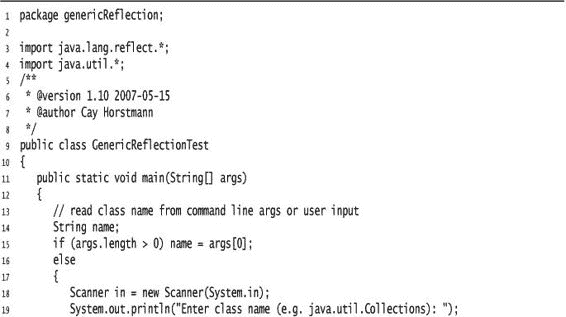 1 package genericReflection;
2
3 import java.lang.reflect.*;
4 import java.util.*;
5 /**
6  * @version 1.10 2007-05-15
7  * @author Cay Horstmann
8  */
9 public class GenericReflectionTest
10 {
11    public static void main(String[] args)
12    {
13       // read class name from command line args or user input
14       String name;
15       if (args.length > 0) name = args[0];
16       else
17       {
18          Scanner in = new Scanner(System.in);
19          System.out.println("Enter class name (e.g. java.util.Collections): ");